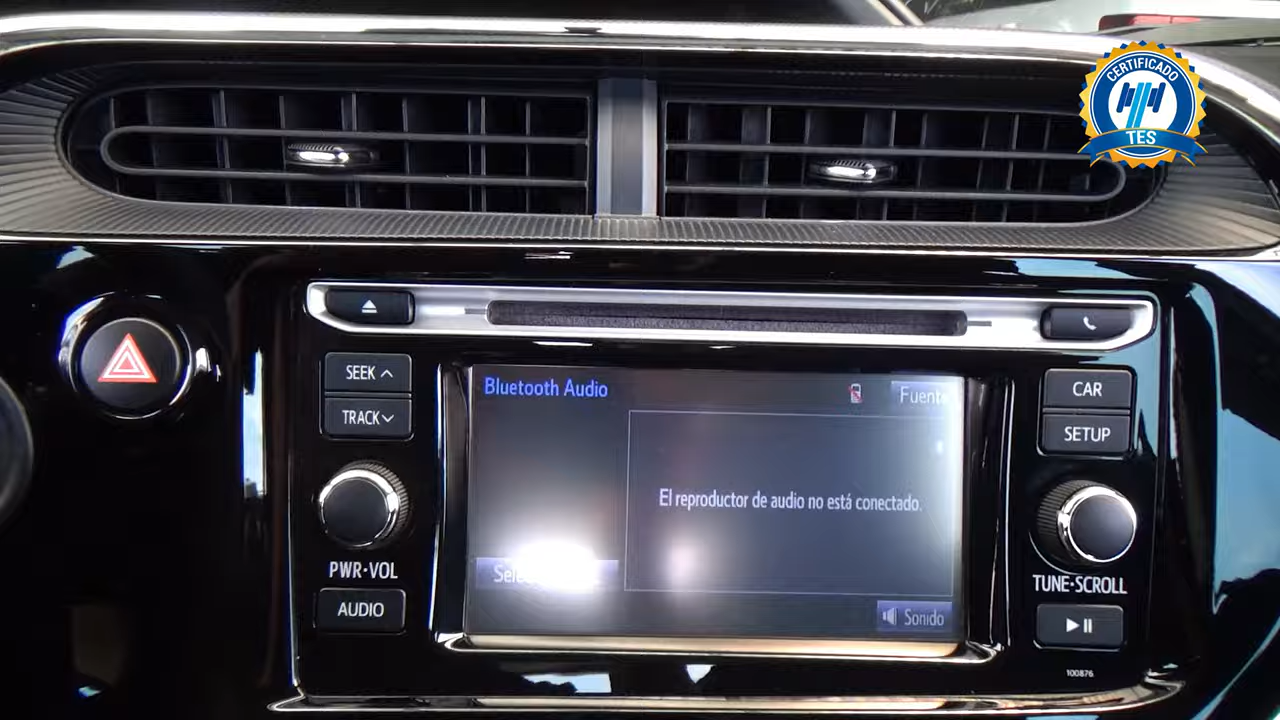 CERTIFICADO
TES
SEEK
TRACK
PWR·VOL
AUDIO
Bluetooth Audio
Fuente
El reproductor de audio no está conectado.
Sonido
CAR
SETUP
TUNE·SCROLL
100876